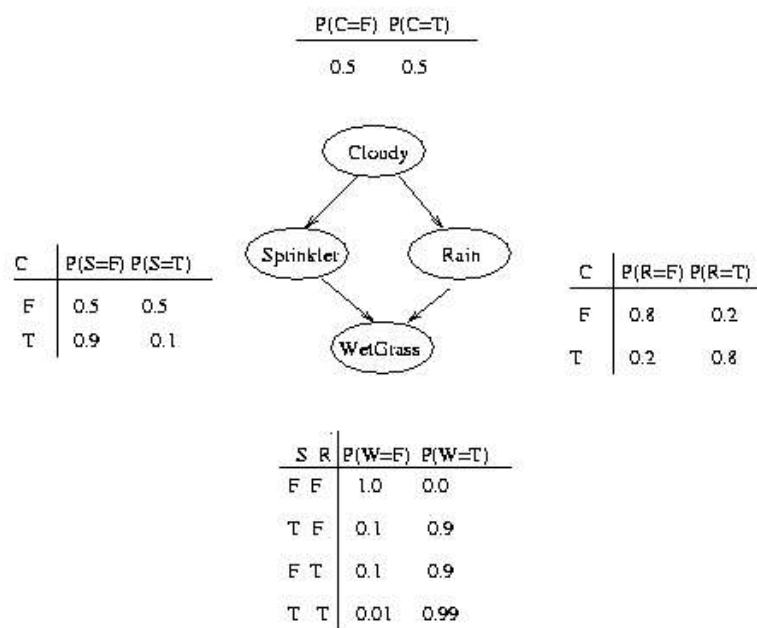 P(C=F) P(C=T)
0.5 0.5
Cloudy
Sprinkler
Rain
C P(S=F) P(S=T)
F 0.5 0.5
T 0.9 0.1
C P(R=F) P(R=T)
F 0.8 0.2
T 0.2 0.8
WetGrass
S R P(W=F) P(W=T)
F F 1.0 0.0
T F 0.1 0.9
F T 0.1 0.9
T T 0.01 0.99